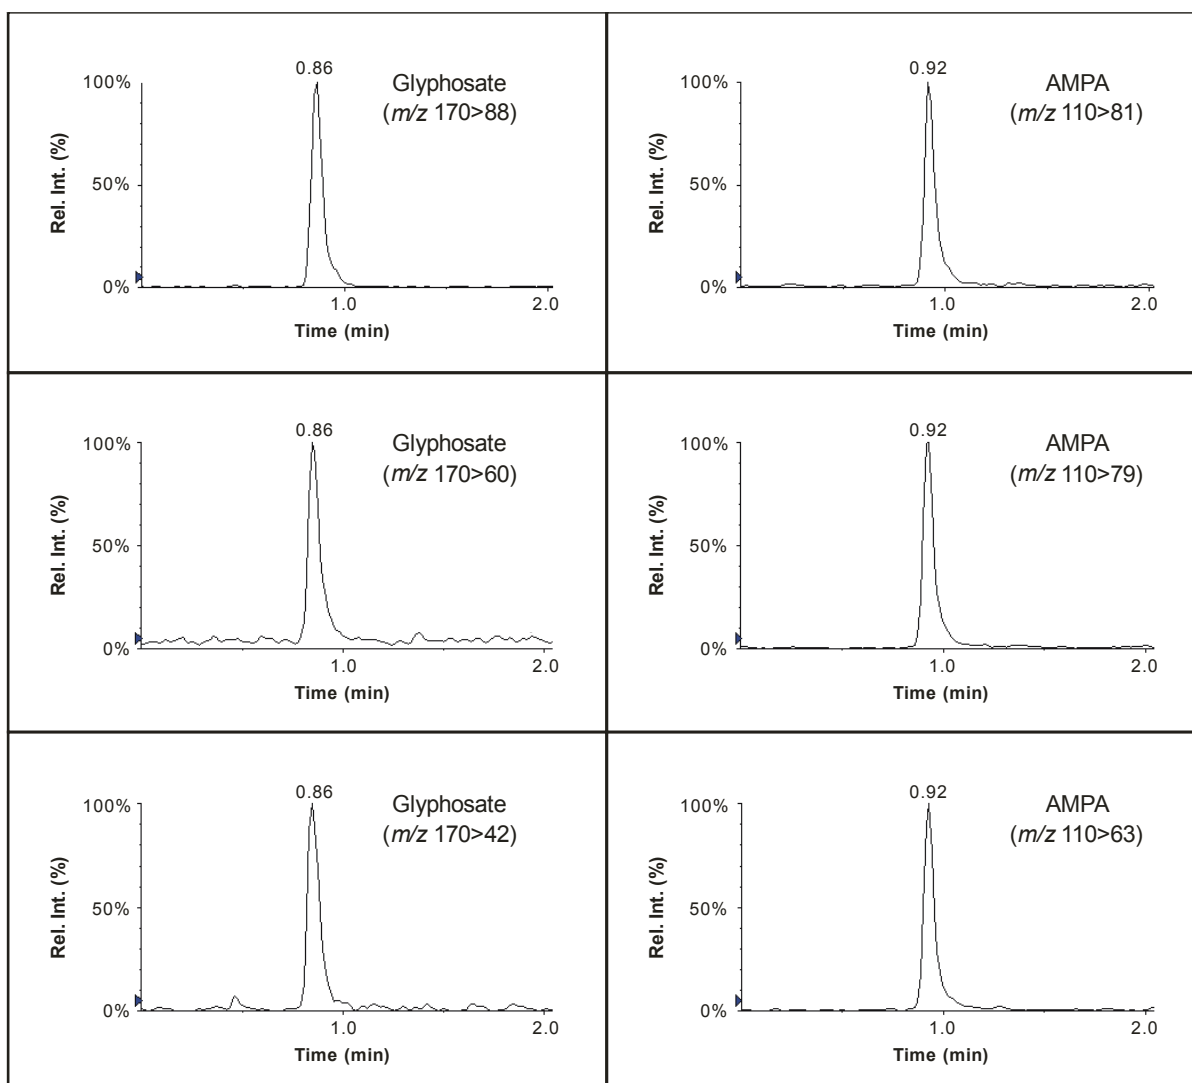 0.86
Glyphosate
(m/z 170>88)
100%
50%
0%
Rel. Int. (%)
1.0
2.0
Time (min)
0.92
AMPA
(m/z 110>81)
100%
50%
0%
Rel. Int. (%)
1.0
2.0
Time (min)
0.86
Glyphosate
(m/z 170>60)
100%
50%
0%
Rel. Int. (%)
1.0
2.0
Time (min)
0.92
AMPA
(m/z 110>79)
100%
50%
0%
Rel. Int. (%)
1.0
2.0
Time (min)
0.86
Glyphosate
(m/z 170>42)
100%
50%
0%
Rel. Int. (%)
1.0
2.0
Time (min)
0.92
AMPA
(m/z 110>63)
100%
50%
0%
Rel. Int. (%)
1.0
2.0
Time (min)